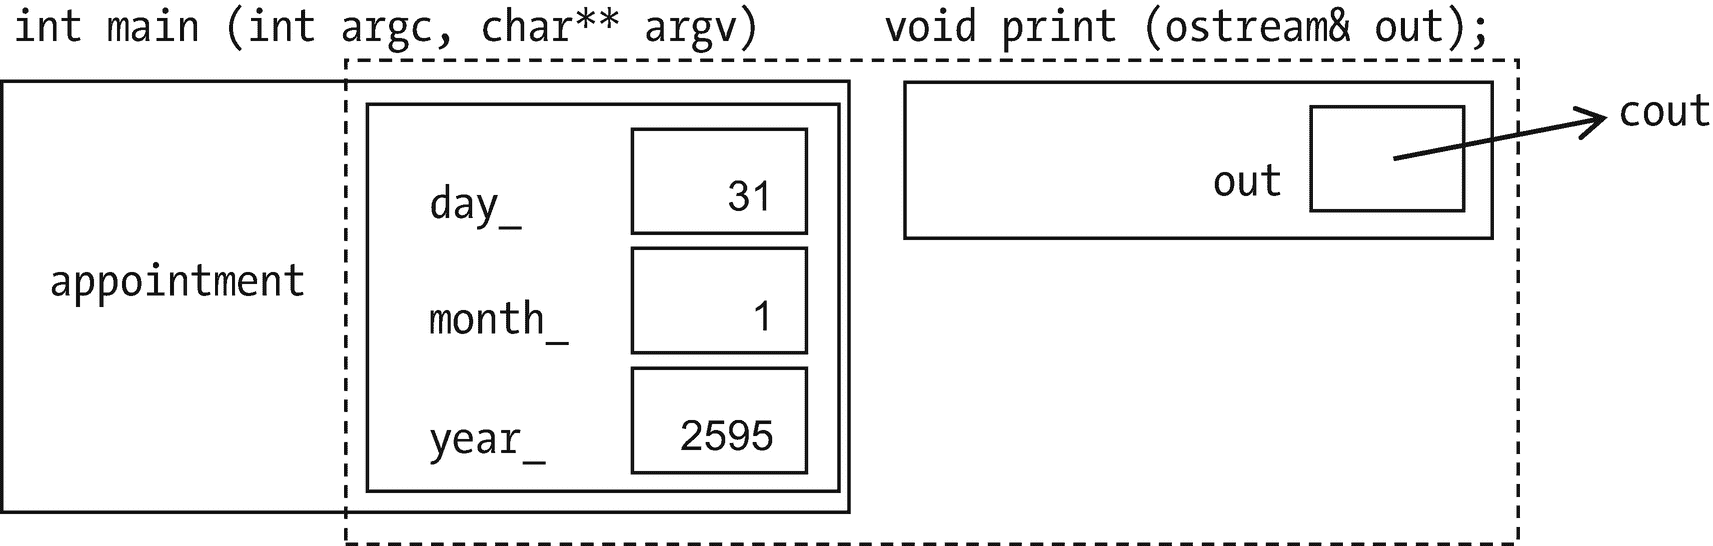 int main (int argc, char** argv)
void print (ostream& out);
cout
out
day_ 31
appointment
month_ 1
year_ 2595